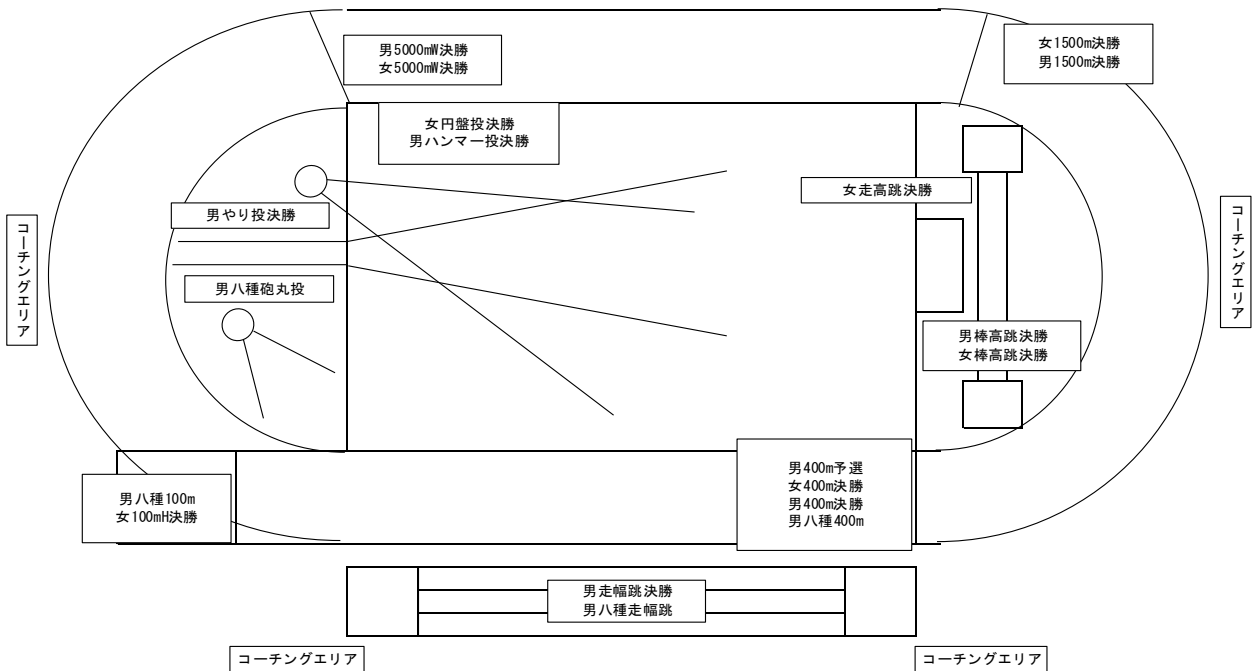 男5000mW決勝
女5000mW決勝
女1500m決勝
男1500m決勝
女円盤投決勝
男ハンマー投決勝
女走高跳決勝
男やり投決勝
コーチングエリア
コーチングエリア
男八種砲丸投
男棒高跳決勝
女棒高跳決勝
男400m予選
女400m決勝
男400m決勝
男八種400m
男八種100m
女100mH決勝
男走幅跳決勝
男八種走幅跳
コーチングエリア
コーチングエリア